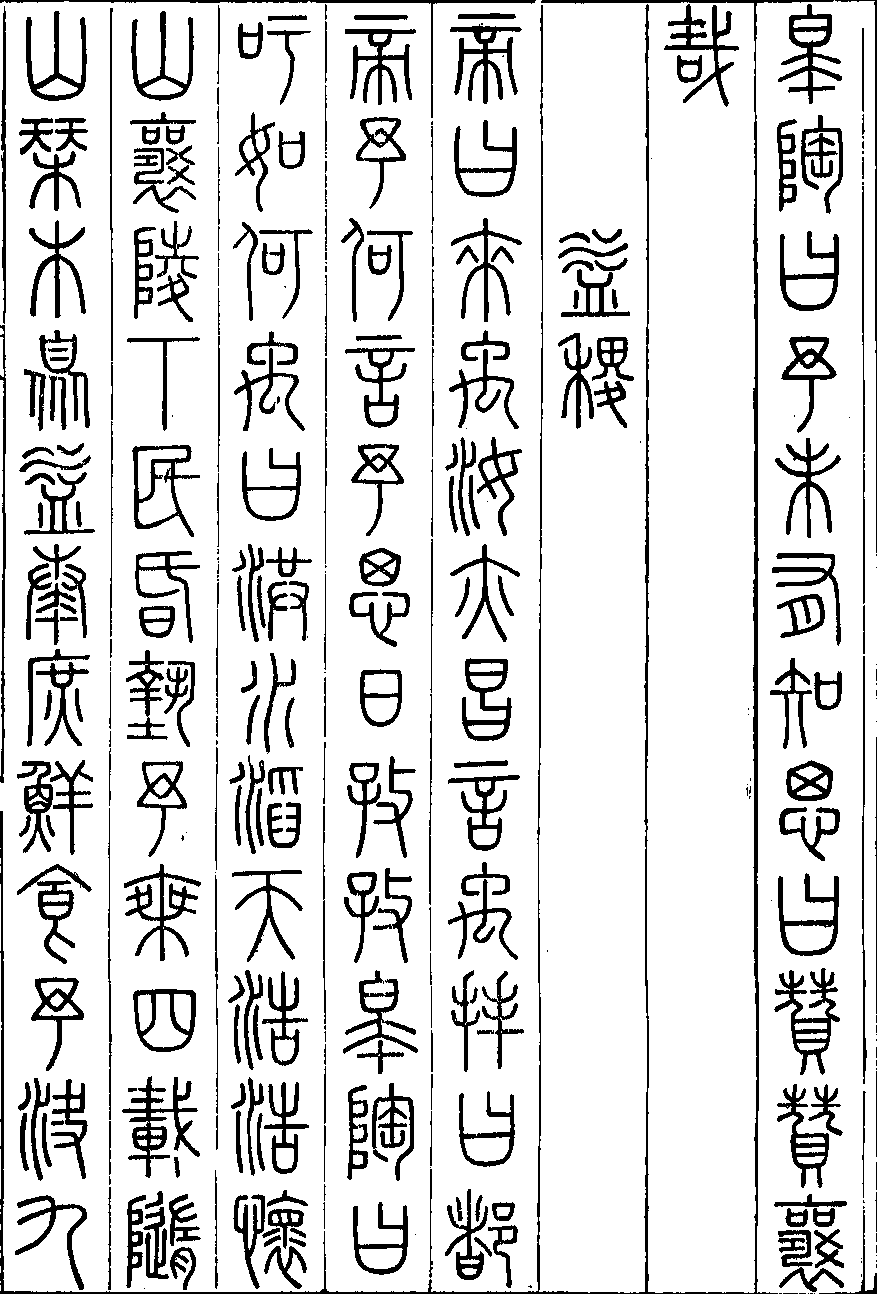 皋陶曰予未有知思曰贊贊襄
哉
益稷
帝曰來禹汝亦昌言禹拜曰都
帝予何言予思日孜孜皋陶曰
吁如何禹曰洪水滔天浩浩懷
山襄陵下民昏墊予乘四載隨
山栞木臮益奏庶鮮食予決九